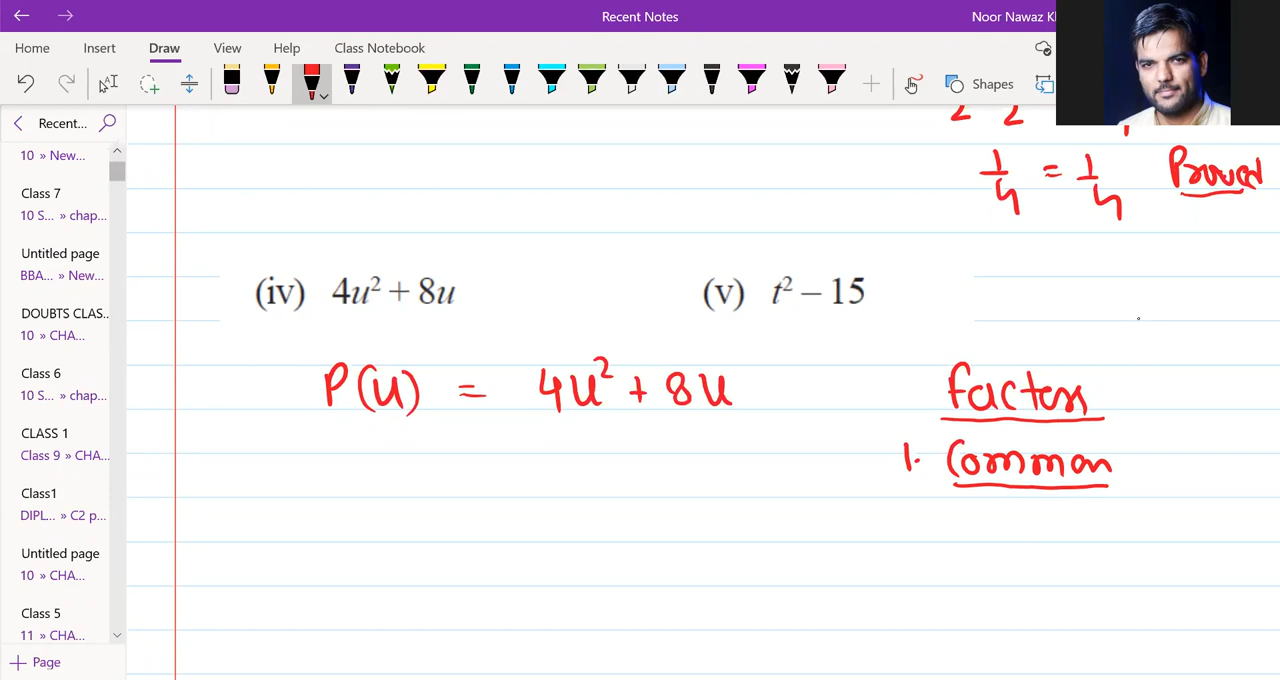 Recent Notes
Noor Nawaz Kh
Home Insert Draw View Help Class Notebook
Shapes
Recent...
10 » New...
Class 7
10 S... » chap...
Untitled page
BBA... » New...
DOUBTS CLAS...
10 » CHA...
Class 6
10 S... » chap...
CLASS 1
Class 9 » CHA...
Class1
DIPL... » C2 p...
Untitled page
10 » CHA...
Class 5
11 » CHA...
Page
2 2
1/4 = 1/4 Proved
(iv) 4u² + 8u (v) t² – 15
P(u) = 4u² + 8u
factors
1. Common